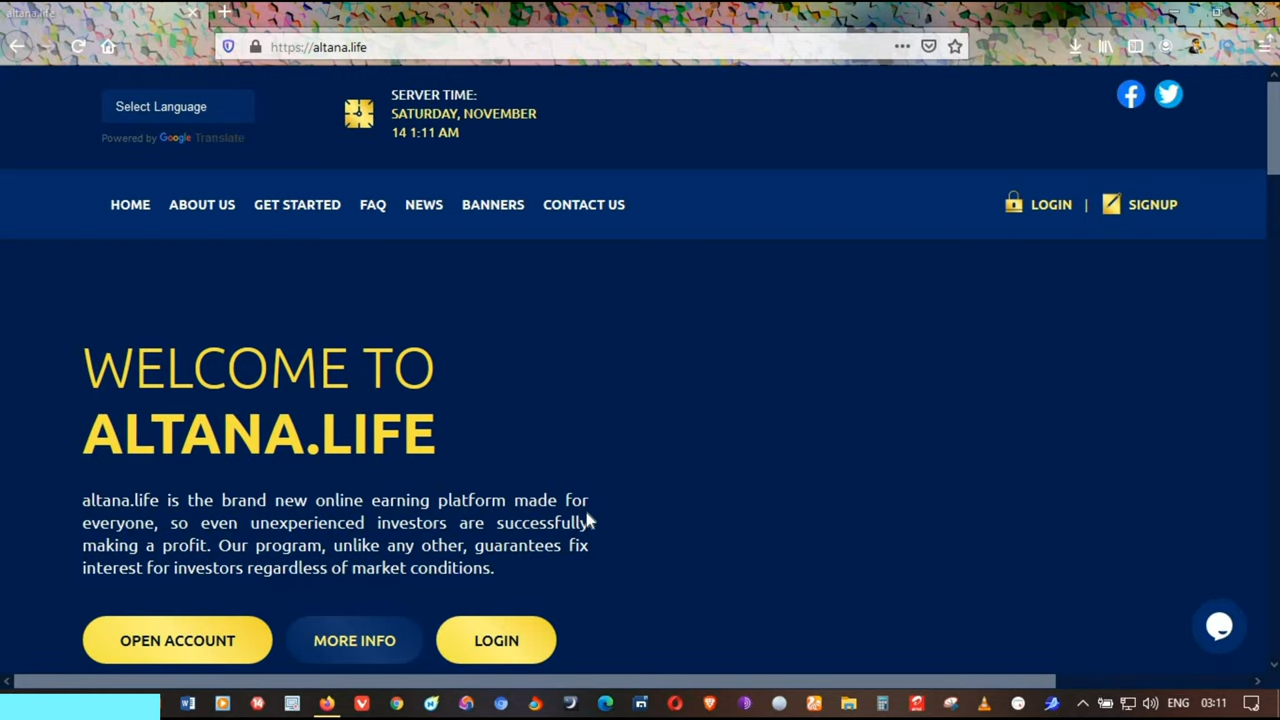 altana.life
https://altana.life
Select Language
Powered by Google Translate
SERVER TIME:
SATURDAY, NOVEMBER
14 1:11 AM
HOME
ABOUT US
GET STARTED
FAQ
NEWS
BANNERS
CONTACT US
LOGIN | SIGNUP
WELCOME TO
ALTANA.LIFE
altana.life is the brand new online earning platform made for
everyone, so even unexperienced investors are successfully
making a profit. Our program, unlike any other, guarantees fix
interest for investors regardless of market conditions.
OPEN ACCOUNT
MORE INFO
LOGIN
ENG
03:11